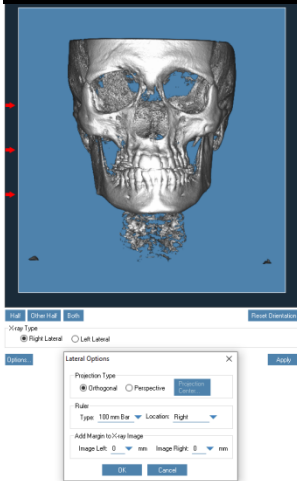 Half Other Half Both Reset Orientation
X-ray Type
Right Lateral Left Lateral
Options... Apply
Lateral Options
Projection Type
Orthogonal Perspective Projection Center
Ruler
Type: 100 mm Bar Location: Right
Add Margin to X-ray Image
Image Left: 0 mm Image Right: 0 mm
OK Cancel